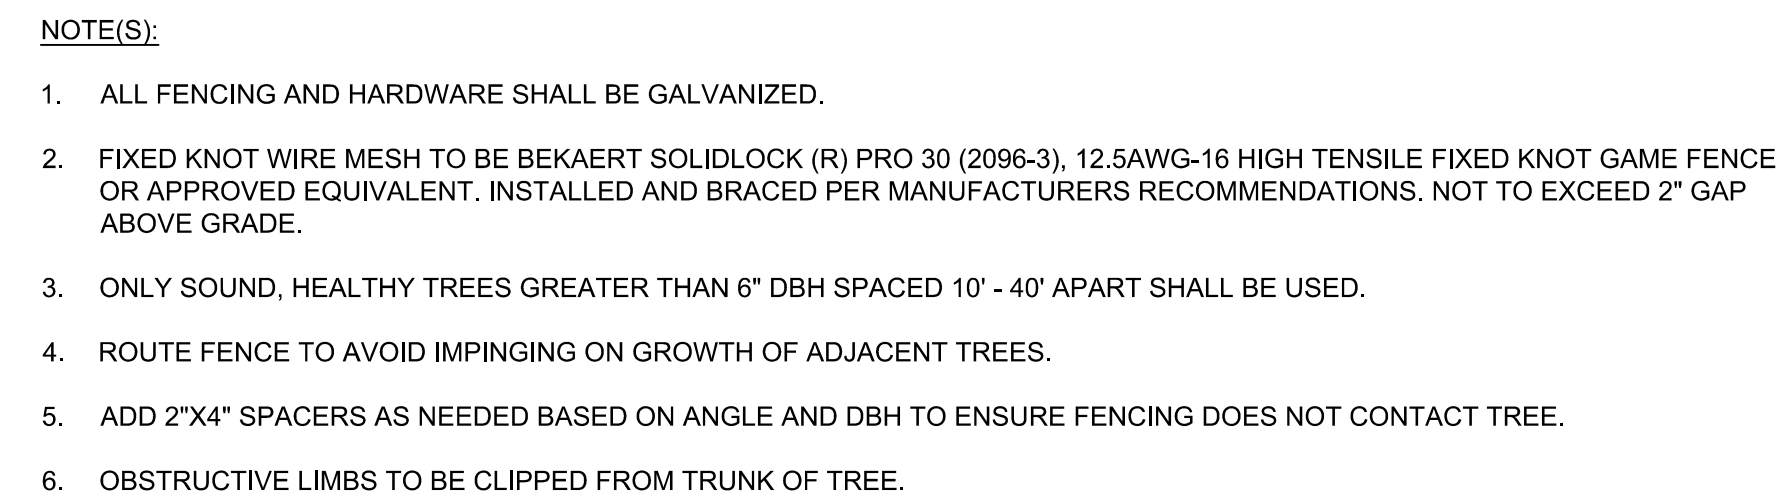 NOTE(S):
1. ALL FENCING AND HARDWARE SHALL BE GALVANIZED.
2. FIXED KNOT WIRE MESH TO BE BEKAERT SOLIDLOCK (R) PRO 30 (2096-3), 12.5AWG-16 HIGH TENSILE FIXED KNOT GAME FENCE
OR APPROVED EQUIVALENT. INSTALLED AND BRACED PER MANUFACTURERS RECOMMENDATIONS. NOT TO EXCEED 2" GAP
ABOVE GRADE.
3. ONLY SOUND, HEALTHY TREES GREATER THAN 6" DBH SPACED 10' - 40' APART SHALL BE USED.
4. ROUTE FENCE TO AVOID IMPINGING ON GROWTH OF ADJACENT TREES.
5. ADD 2"X4" SPACERS AS NEEDED BASED ON ANGLE AND DBH TO ENSURE FENCING DOES NOT CONTACT TREE.
6. OBSTRUCTIVE LIMBS TO BE CLIPPED FROM TRUNK OF TREE.